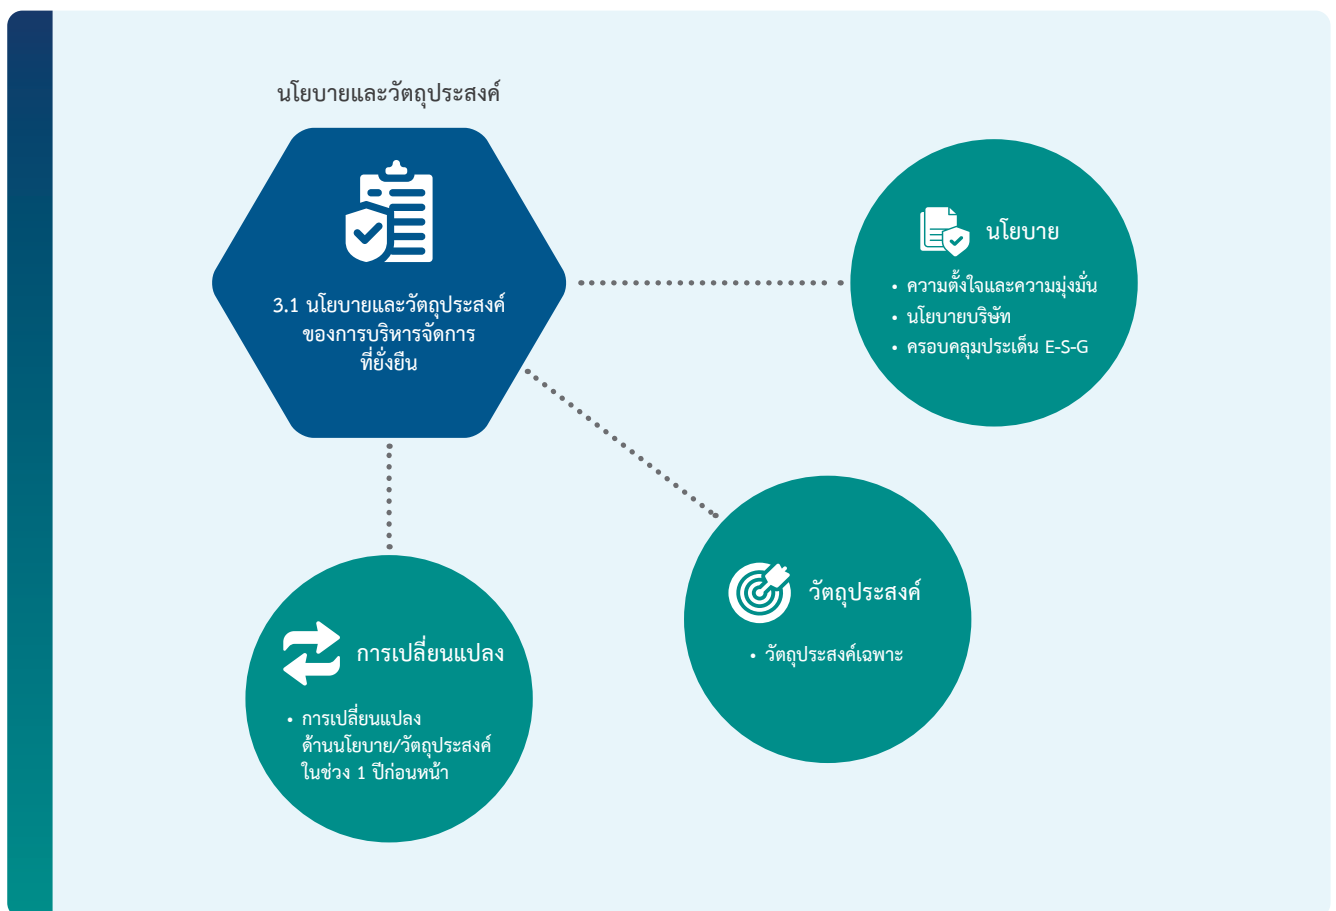 นโยบายและวัตถุประสงค์
3.1 นโยบายและวัตถุประสงค์
ของการบริหารจัดการ
ที่ยั่งยืน
นโยบาย
• ความตั้งใจและความมุ่งมั่น
• นโยบายบริษัท
• ครอบคลุมประเด็น E-S-G
วัตถุประสงค์
• วัตถุประสงค์เฉพาะ
การเปลี่ยนแปลง
• การเปลี่ยนแปลง
ด้านนโยบาย/วัตถุประสงค์
ในช่วง 1 ปีก่อนหน้า